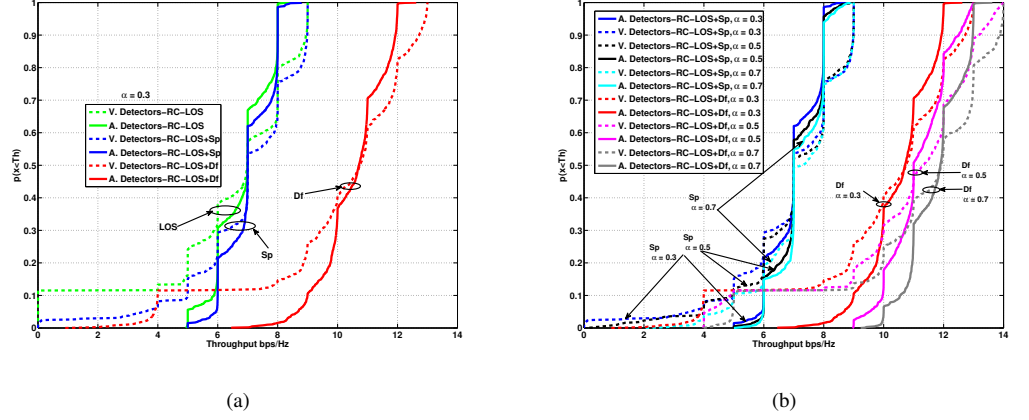 1
0.9
0.8
0.7
0.6
0.5
0.4
0.3
0.2
0.1
0
p(x<Th)
α = 0.3
V. Detectors-RC-LOS
A. Detectors-RC-LOS
V. Detectors-RC-LOS+Sp
A. Detectors-RC-LOS+Sp
V. Detectors-RC-LOS+Df
A. Detectors-RC-LOS+Df
Df
LOS
Sp
0 2 4 6 8 10 12 14
Throughput bps/Hz
(a)
1
0.9
0.8
0.7
0.6
0.5
0.4
0.3
0.2
0.1
0
p(x<Th)
V. Detectors-RC-LOS+Sp, α = 0.3
A. Detectors-RC-LOS+Sp, α = 0.3
V. Detectors-RC-LOS+Sp, α = 0.5
A. Detectors-RC-LOS+Sp, α = 0.5
V. Detectors-RC-LOS+Sp, α = 0.7
A. Detectors-RC-LOS+Sp, α = 0.7
V. Detectors-RC-LOS+Df, α = 0.3
A. Detectors-RC-LOS+Df, α = 0.3
V. Detectors-RC-LOS+Df, α = 0.5
A. Detectors-RC-LOS+Df, α = 0.5
V. Detectors-RC-LOS+Df, α = 0.7
A. Detectors-RC-LOS+Df, α = 0.7
Sp
α = 0.7
Df
α = 0.3
Df
α = 0.5
Df
α = 0.7
Sp
α = 0.3
Sp
α = 0.5
0 2 4 6 8 10 12 14
Throughput bps/Hz
(b)